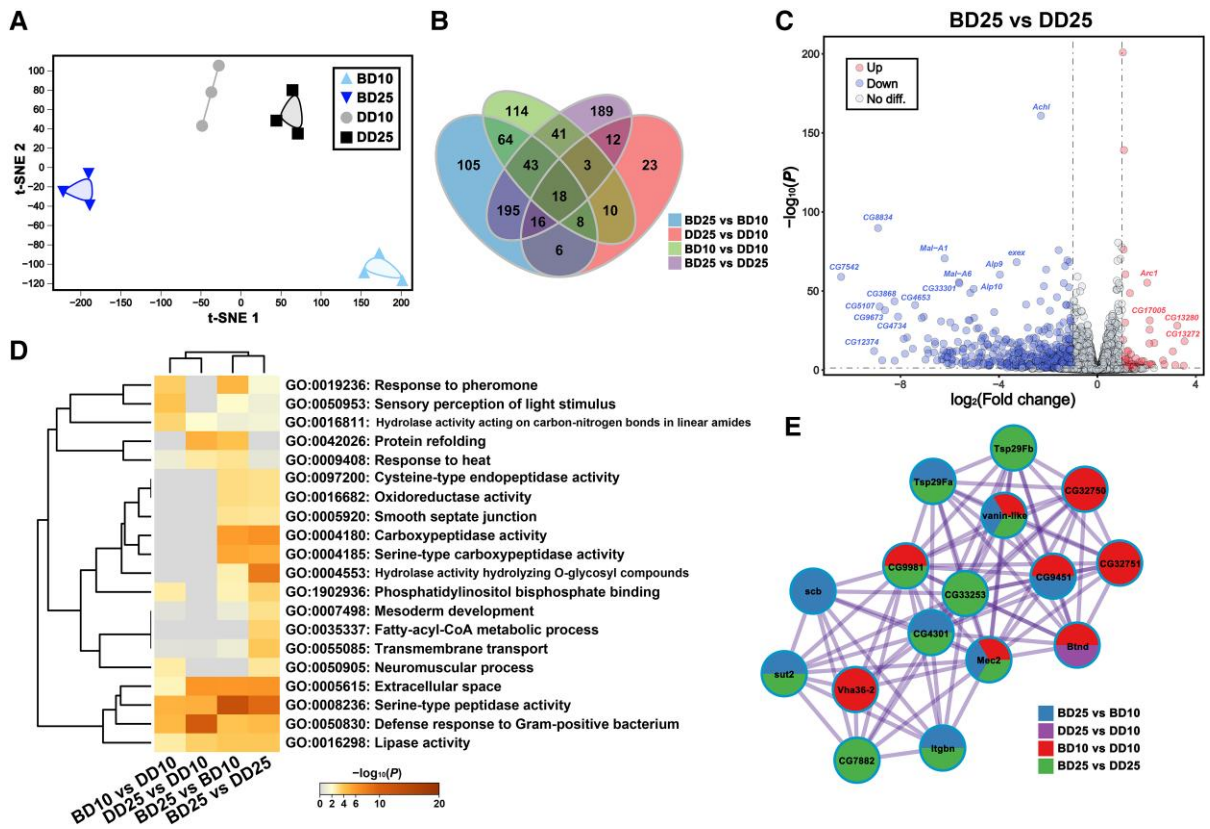 A
t-SNE 2
100
80
60
40
20
0
−20
−40
−60
−80
−100
−120
−200
−100
0
100
200
t-SNE 1
BD10
BD25
DD10
DD25
B
114
189
64
41
12
105
43
3
23
18
195
16
8
10
6
BD25 vs BD10
DD25 vs DD10
BD10 vs DD10
BD25 vs DD25
C
BD25 vs DD25
−log₁₀(P)
200
150
100
50
0
−8
−4
0
4
log₂(Fold change)
Up
Down
No diff.
Achl
CG8834
Mal−A1
exex
CG7542
Mal−A6
Alp9
CG33301
Alp10
CG3868
CG4653
CG5107
CG9673
CG4734
CG12374
Arc1
CG17005
CG13280
CG13272
D
GO:0019236: Response to pheromone
GO:0050953: Sensory perception of light stimulus
GO:0016811: Hydrolase activity acting on carbon-nitrogen bonds in linear amides
GO:0042026: Protein refolding
GO:0009408: Response to heat
GO:0097200: Cysteine-type endopeptidase activity
GO:0016682: Oxidoreductase activity
GO:0005920: Smooth septate junction
GO:0004180: Carboxypeptidase activity
GO:0004185: Serine-type carboxypeptidase activity
GO:0004553: Hydrolase activity hydrolyzing O-glycosyl compounds
GO:1902936: Phosphatidylinositol bisphosphate binding
GO:0007498: Mesoderm development
GO:0035337: Fatty-acyl-CoA metabolic process
GO:0055085: Transmembrane transport
GO:0050905: Neuromuscular process
GO:0005615: Extracellular space
GO:0008236: Serine-type peptidase activity
GO:0050830: Defense response to Gram-positive bacterium
GO:0016298: Lipase activity
BD10 vs DD10
DD25 vs DD10
BD25 vs BD10
BD25 vs DD25
−log₁₀(P)
0 2 4 6 10 20
E
Tsp29Fb
Tsp29Fa
CG32750
vanin-like
CG9981
CG9451
CG32751
scb
CG33253
CG4301
Mec2
Btnd
sut2
Vha36-2
Itgbn
CG7882
BD25 vs BD10
DD25 vs DD10
BD10 vs DD10
BD25 vs DD25